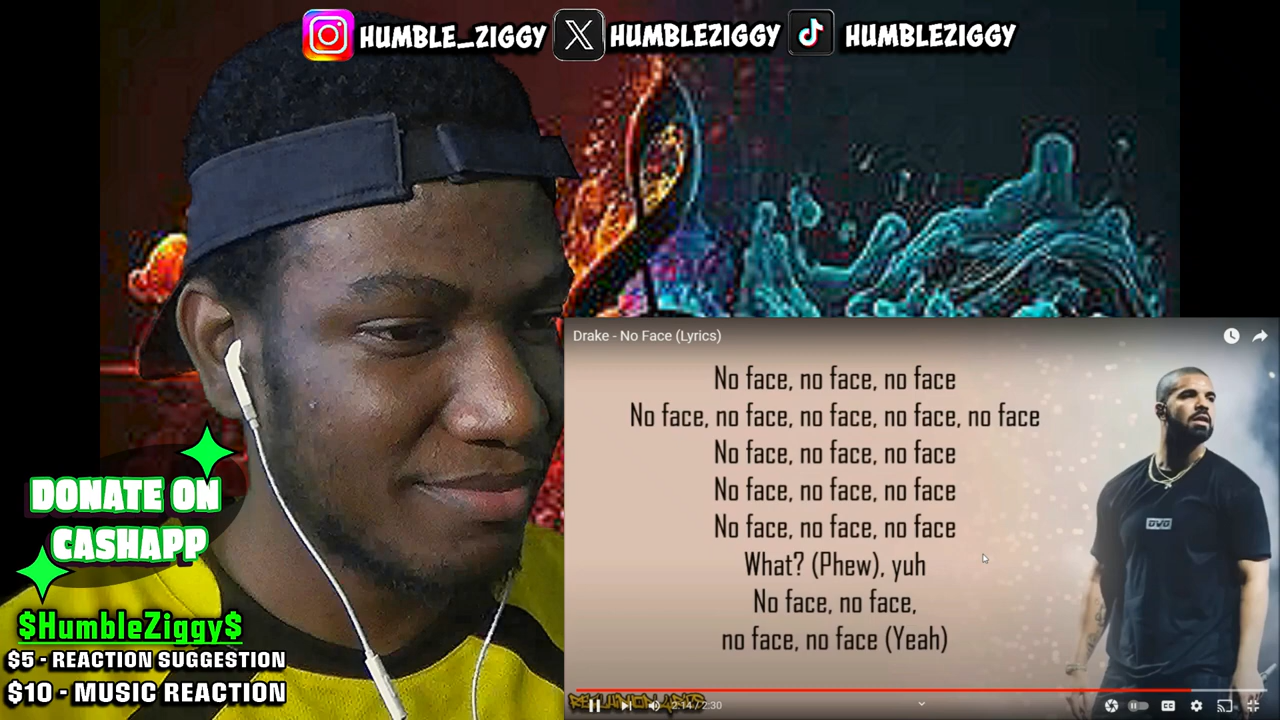 HUMBLE_ZIGGY HUMBLEZIGGY HUMBLEZIGGY
Drake - No Face (Lyrics)
No face, no face, no face
No face, no face, no face, no face, no face
No face, no face, no face
No face, no face, no face
No face, no face, no face
What? (Phew), yuh
No face, no face,
no face, no face (Yeah)
OVO
DONATE ON
CASHAPP
$HumbleZiggy$
$5 - REACTION SUGGESTION
$10 - MUSIC REACTION
2:14 / 2:30